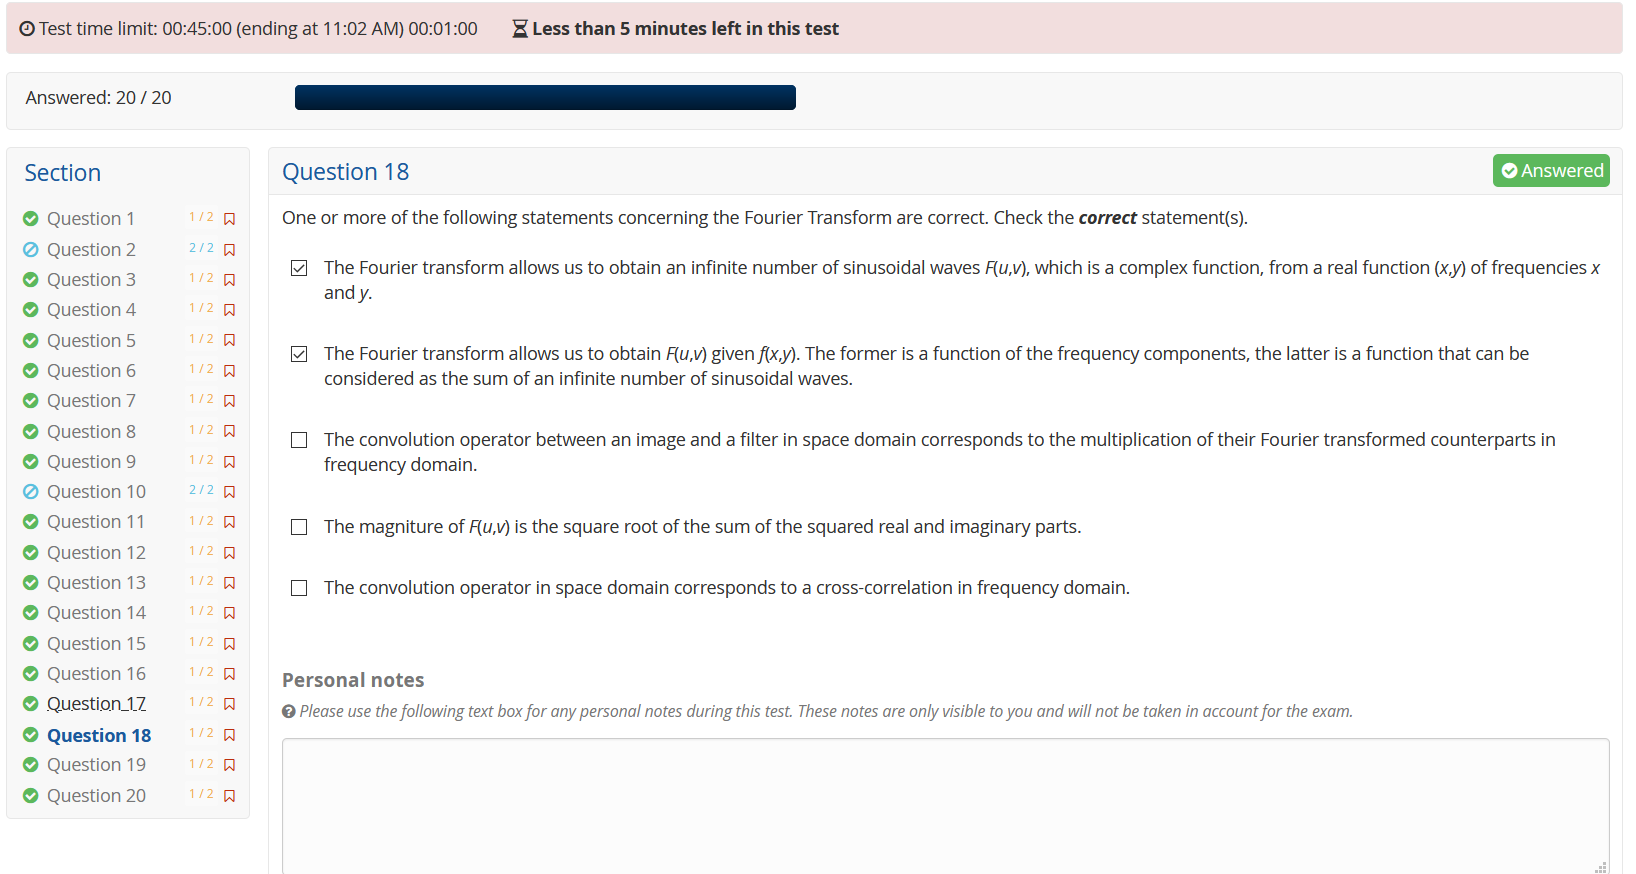 Test time limit: 00:45:00 (ending at 11:02 AM) 00:01:00 Less than 5 minutes left in this test
Answered: 20 / 20
Section
Question 1 1 / 2
Question 2 2 / 2
Question 3 1 / 2
Question 4 1 / 2
Question 5 1 / 2
Question 6 1 / 2
Question 7 1 / 2
Question 8 1 / 2
Question 9 1 / 2
Question 10 2 / 2
Question 11 1 / 2
Question 12 1 / 2
Question 13 1 / 2
Question 14 1 / 2
Question 15 1 / 2
Question 16 1 / 2
Question 17 1 / 2
Question 18 1 / 2
Question 19 1 / 2
Question 20 1 / 2
Question 18
Answered
One or more of the following statements concerning the Fourier Transform are correct. Check the correct statement(s).
The Fourier transform allows us to obtain an infinite number of sinusoidal waves F(u,v), which is a complex function, from a real function (x,y) of frequencies x
and y.
The Fourier transform allows us to obtain F(u,v) given f(x,y). The former is a function of the frequency components, the latter is a function that can be
considered as the sum of an infinite number of sinusoidal waves.
The convolution operator between an image and a filter in space domain corresponds to the multiplication of their Fourier transformed counterparts in
frequency domain.
The magniture of F(u,v) is the square root of the sum of the squared real and imaginary parts.
The convolution operator in space domain corresponds to a cross-correlation in frequency domain.
Personal notes
Please use the following text box for any personal notes during this test. These notes are only visible to you and will not be taken in account for the exam.